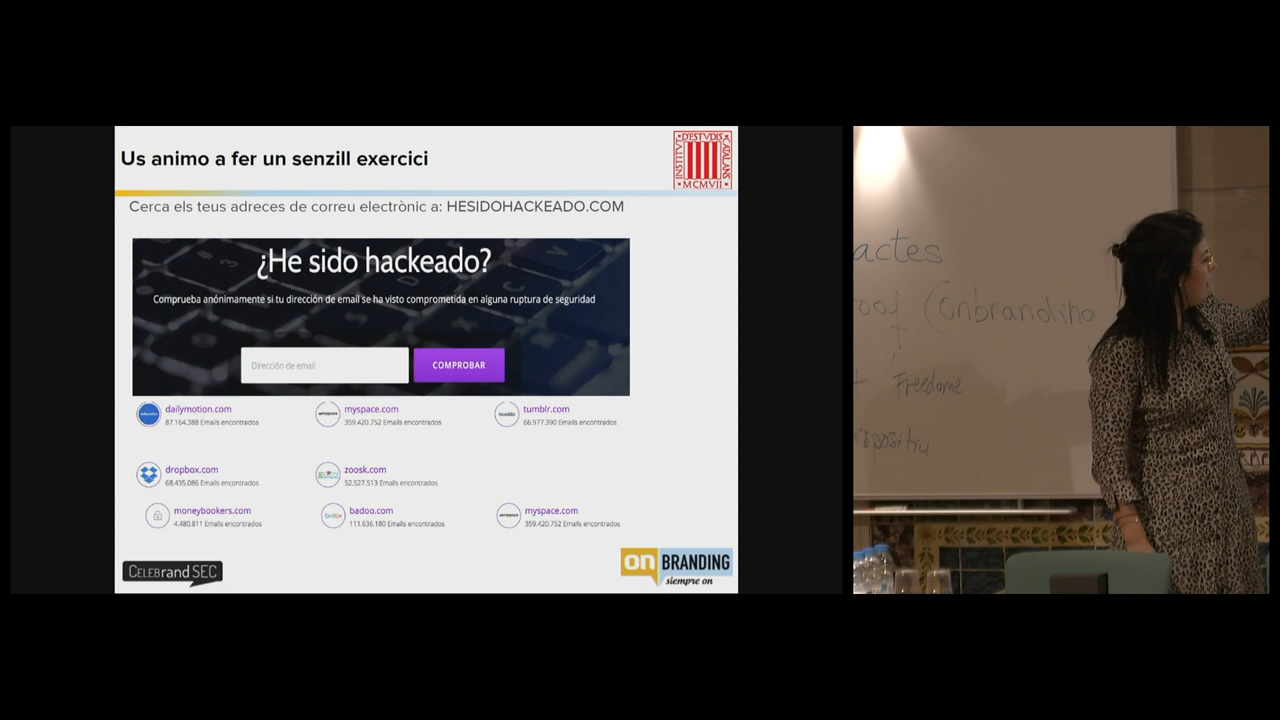 Us animo a fer un senzill exercici
INSTITVT D'ESTVDIS CATALANS
MCMVII
Cerca els teus adreces de correu electrònic a: HESIDOHACKEADO.COM
¿He sido hackeado?
Comprueba anónimamente si tu dirección de email se ha visto comprometida en alguna ruptura de seguridad
Dirección de email
COMPROBAR
dailymotion.com
87.164.388 Emails encontrados
myspace.com
359.420.752 Emails encontrados
tumblr.com
66.977.390 Emails encontrados
dropbox.com
68.435.086 Emails encontrados
zoosk.com
52.527.513 Emails encontrados
moneybookers.com
4.480.811 Emails encontrados
badoo.com
111.636.180 Emails encontrados
myspace.com
359.420.752 Emails encontrados
CELEBrandSEC
on BRANDING
siempre on
actes
(Onbranding
Freedome